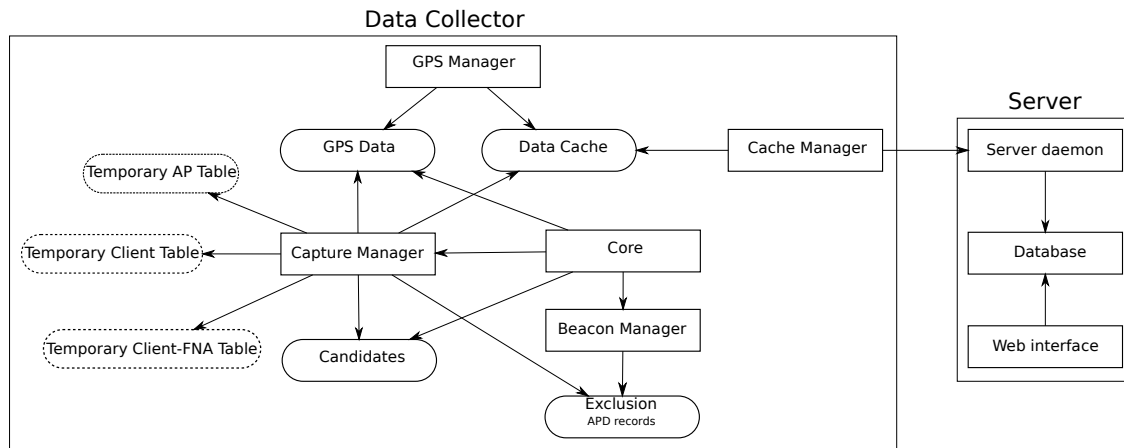 Data Collector
GPS Manager
Server
GPS Data
Data Cache
Cache Manager
Server daemon
Temporary AP Table
Temporary Client Table
Capture Manager
Core
Database
Beacon Manager
Temporary Client-FNA Table
Candidates
Web interface
Exclusion
APD records